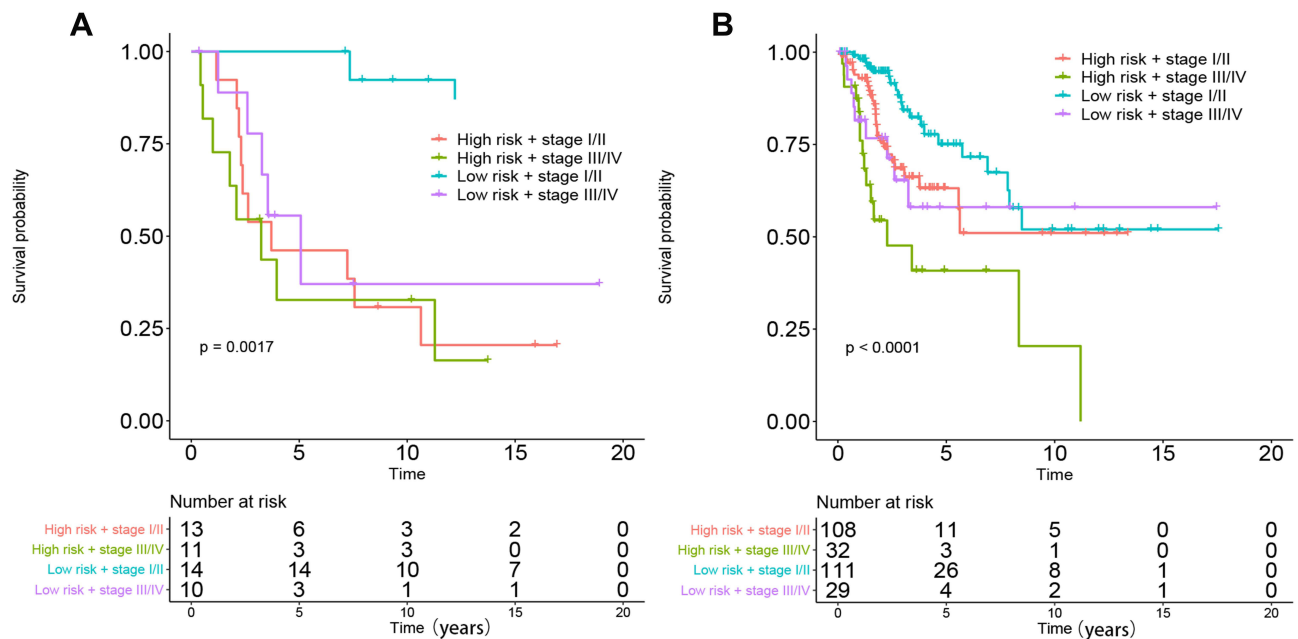 A
1.00
0.75
0.50
0.25
0.00
Survival probability
High risk + stage I/II
High risk + stage III/IV
Low risk + stage I/II
Low risk + stage III/IV
p = 0.0017
0 5 10 15 20
Time
Number at risk
High risk + stage I/II 13 6 3 2 0
High risk + stage III/IV 11 3 3 0 0
Low risk + stage I/II 14 14 10 7 0
Low risk + stage III/IV 10 3 1 1 0
0 5 10 15 20
Time（years）
B
1.00
0.75
0.50
0.25
0.00
Survival probability
High risk + stage I/II
High risk + stage III/IV
Low risk + stage I/II
Low risk + stage III/IV
p < 0.0001
0 5 10 15 20
Time
Number at risk
High risk + stage I/II 108 11 5 0 0
High risk + stage III/IV 32 3 1 0 0
Low risk + stage I/II 111 26 8 1 0
Low risk + stage III/IV 29 4 2 1 0
0 5 10 15 20
Time（years）